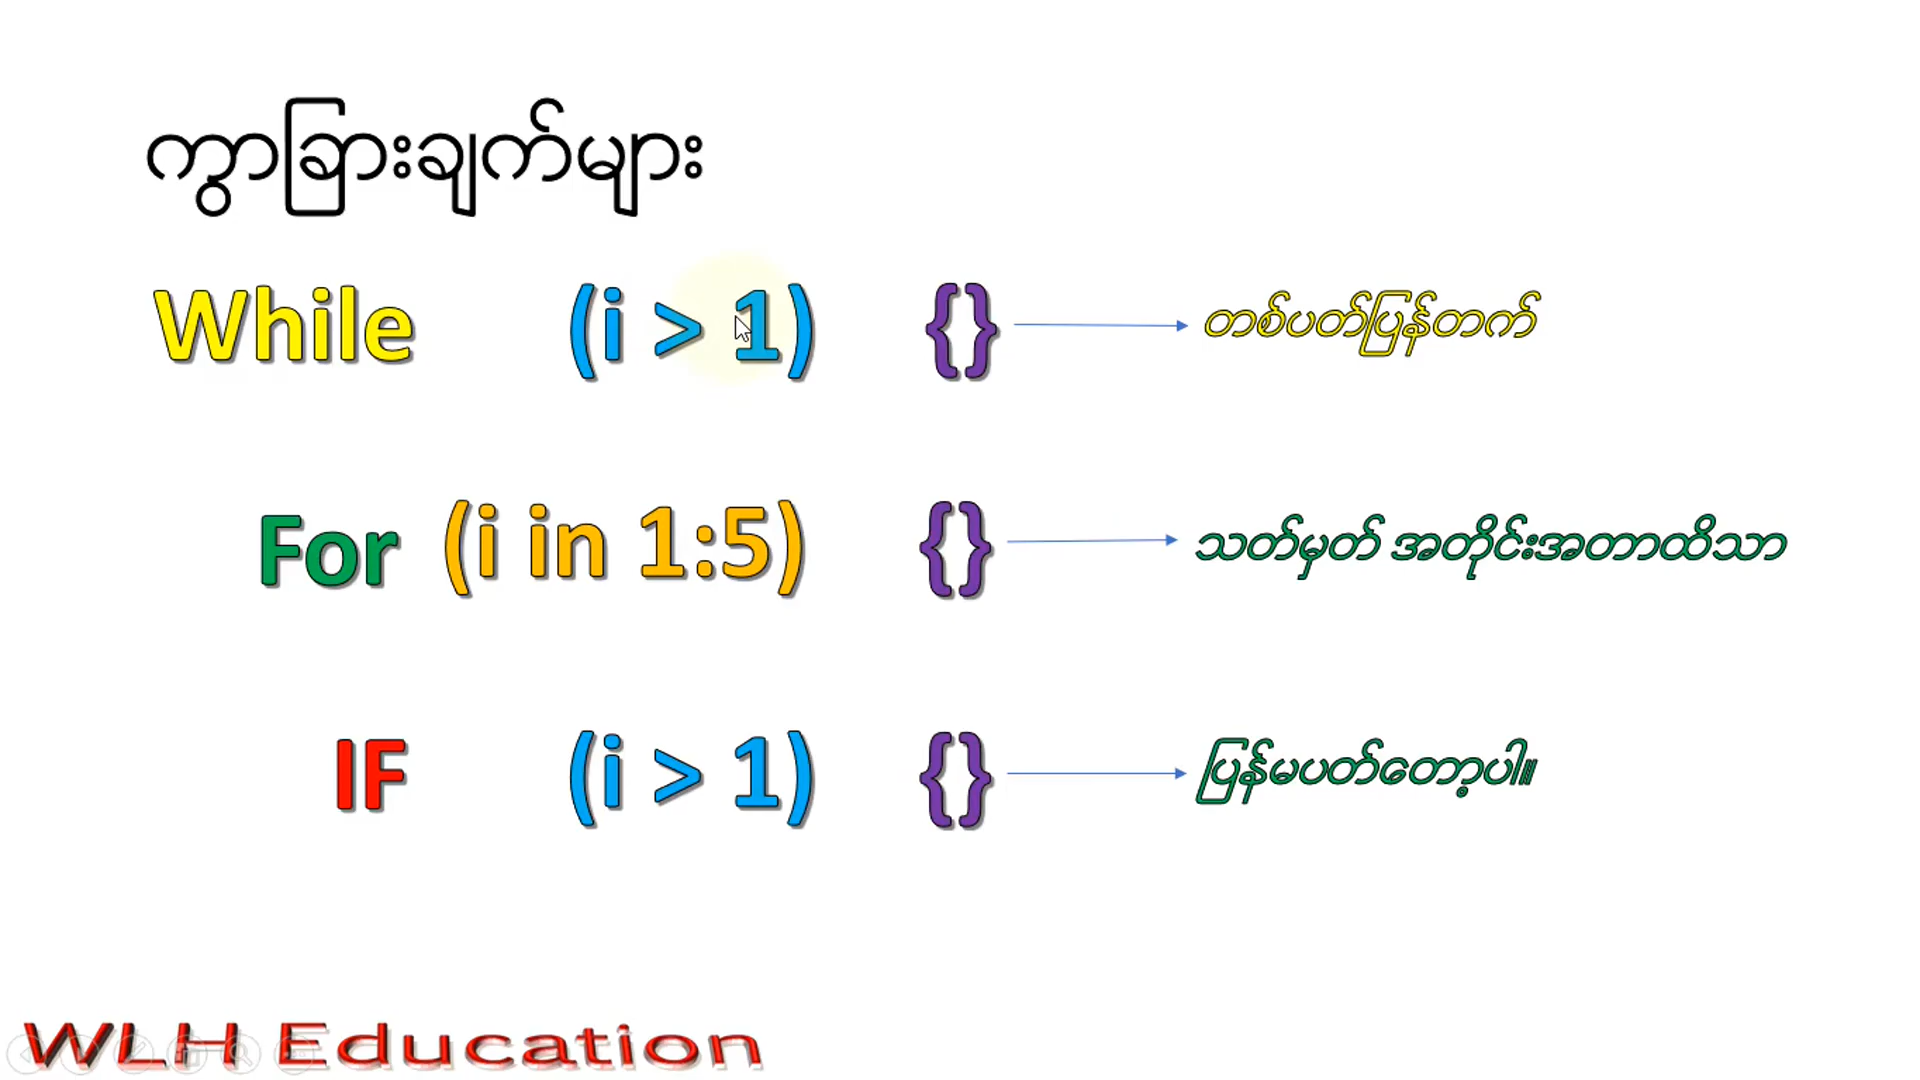 ကွာခြားချက်များ
While (i > 1) {} တစ်ပတ်ပြန်တက်
For (i in 1:5) {} သတ်မှတ် အတိုင်းအတာထိသာ
IF (i > 1) {} ပြန်မပတ်တော့ပါ။
WLH Education